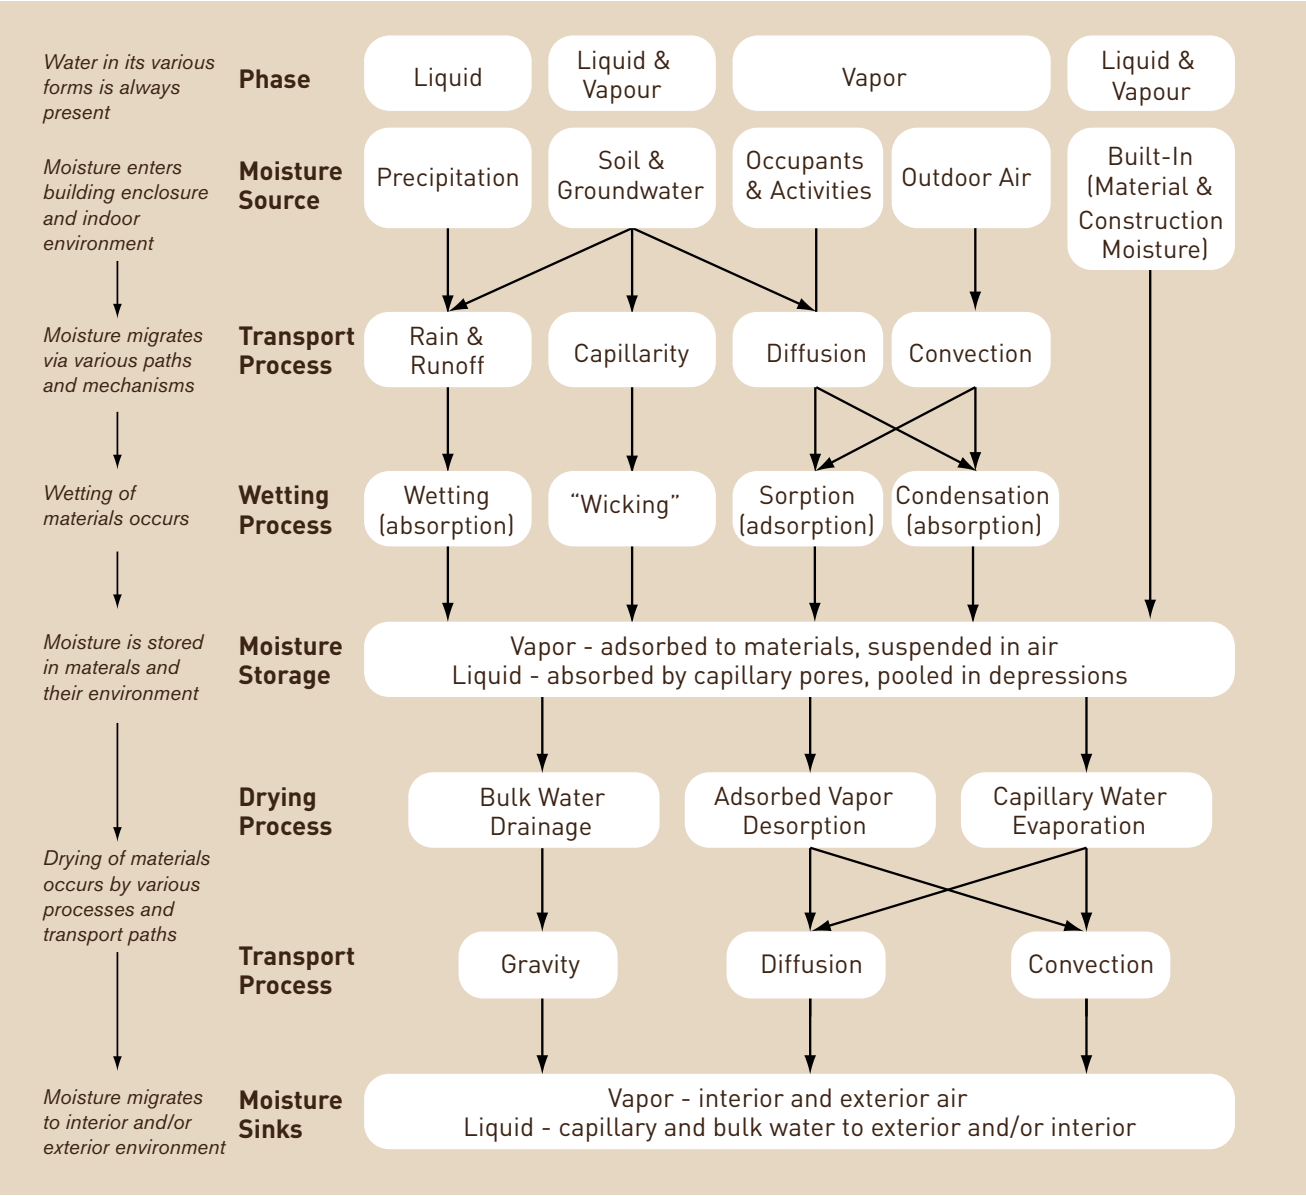 Water in its various
forms is always
present
Phase
Liquid
Liquid &
Vapour
Vapor
Liquid &
Vapour
Moisture enters
building enclosure
and indoor
environment
Moisture
Source
Precipitation
Soil &
Groundwater
Occupants
& Activities
Outdoor Air
Built-In
(Material &
Construction
Moisture)
Moisture migrates
via various paths
and mechanisms
Transport
Process
Rain &
Runoff
Capillarity
Diffusion
Convection
Wetting of
materials occurs
Wetting
Process
Wetting
(absorption)
“Wicking”
Sorption
(adsorption)
Condensation
(absorption)
Moisture is stored
in materals and
their environment
Moisture
Storage
Vapor - adsorbed to materials, suspended in air
Liquid - absorbed by capillary pores, pooled in depressions
Drying
Process
Bulk Water
Drainage
Adsorbed Vapor
Desorption
Capillary Water
Evaporation
Drying of materials
occurs by various
processes and
transport paths
Transport
Process
Gravity
Diffusion
Convection
Moisture migrates
to interior and/or
exterior environment
Moisture
Sinks
Vapor - interior and exterior air
Liquid - capillary and bulk water to exterior and/or interior